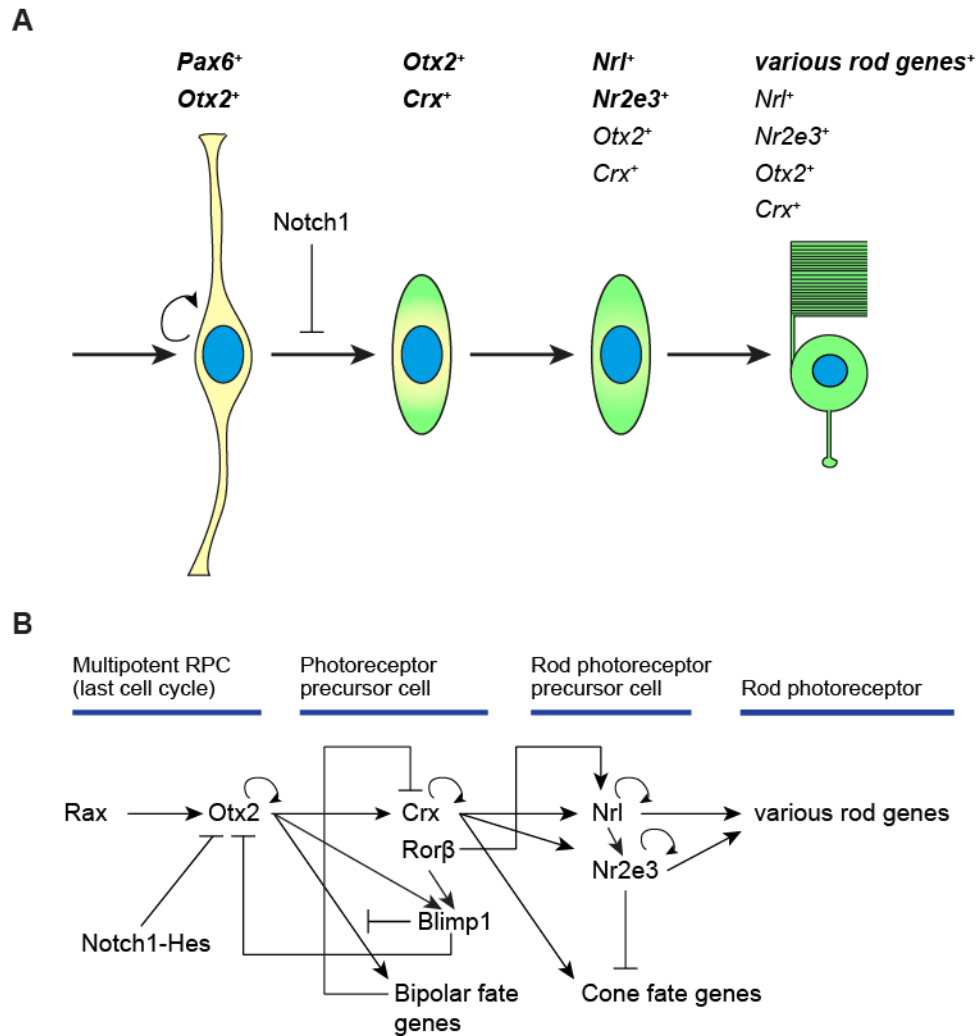 A
Pax6⁺
Otx2⁺
Otx2⁺
Crx⁺
Nrl⁺
Nr2e3⁺
Otx2⁺
Crx⁺
various rod genes⁺
Nrl⁺
Nr2e3⁺
Otx2⁺
Crx⁺
Notch1
B
Multipotent RPC
(last cell cycle)
Photoreceptor
precursor cell
Rod photoreceptor
precursor cell
Rod photoreceptor
Rax
Otx2
Crx
Rorβ
Nrl
Nr2e3
various rod genes
Blimp1
Notch1-Hes
Bipolar fate
genes
Cone fate genes